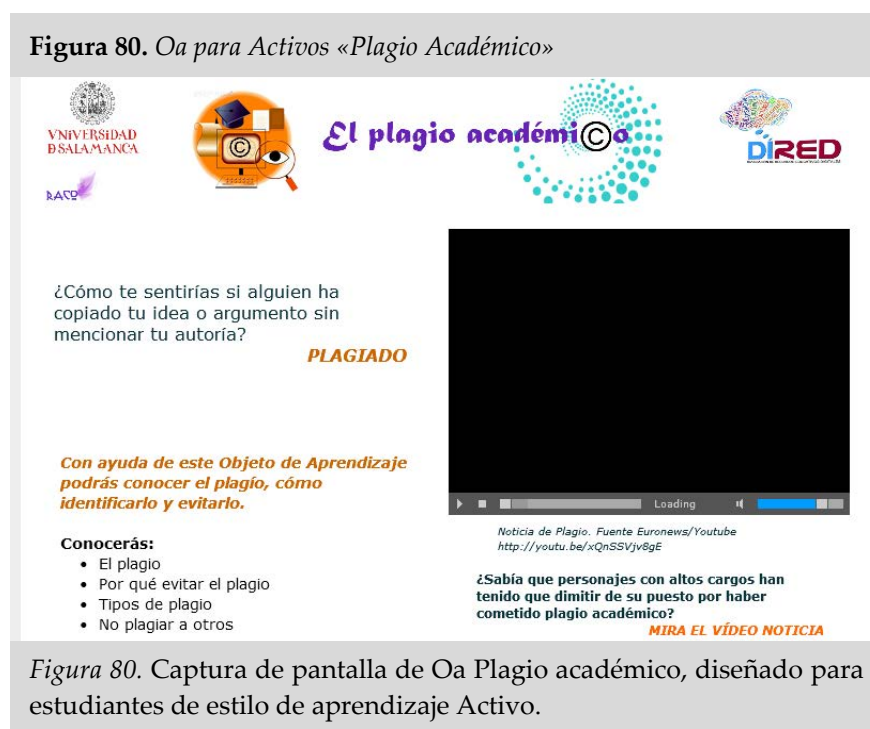 Figura 80. Oa para Activos «Plagio Académico»
VNiVERSiDAD
D SALAMANCA
RACO
El plagio académi©o
DÍRED
¿Cómo te sentirías si alguien ha
copiado tu idea o argumento sin
mencionar tu autoría?
PLAGIADO
Con ayuda de este Objeto de Aprendizaje
podrás conocer el plagío, cómo
identificarlo y evitarlo.
Conocerás:
• El plagio
• Por qué evitar el plagio
• Tipos de plagio
• No plagiar a otros
Loading
Noticia de Plagio. Fuente Euronews/Youtube
http://youtu.be/xQnSSVjv8gE
¿Sabía que personajes con altos cargos han
tenido que dimitir de su puesto por haber
cometido plagio académico?
MIRA EL VÍDEO NOTICIA
Figura 80. Captura de pantalla de Oa Plagio académico, diseñado para
estudiantes de estilo de aprendizaje Activo.